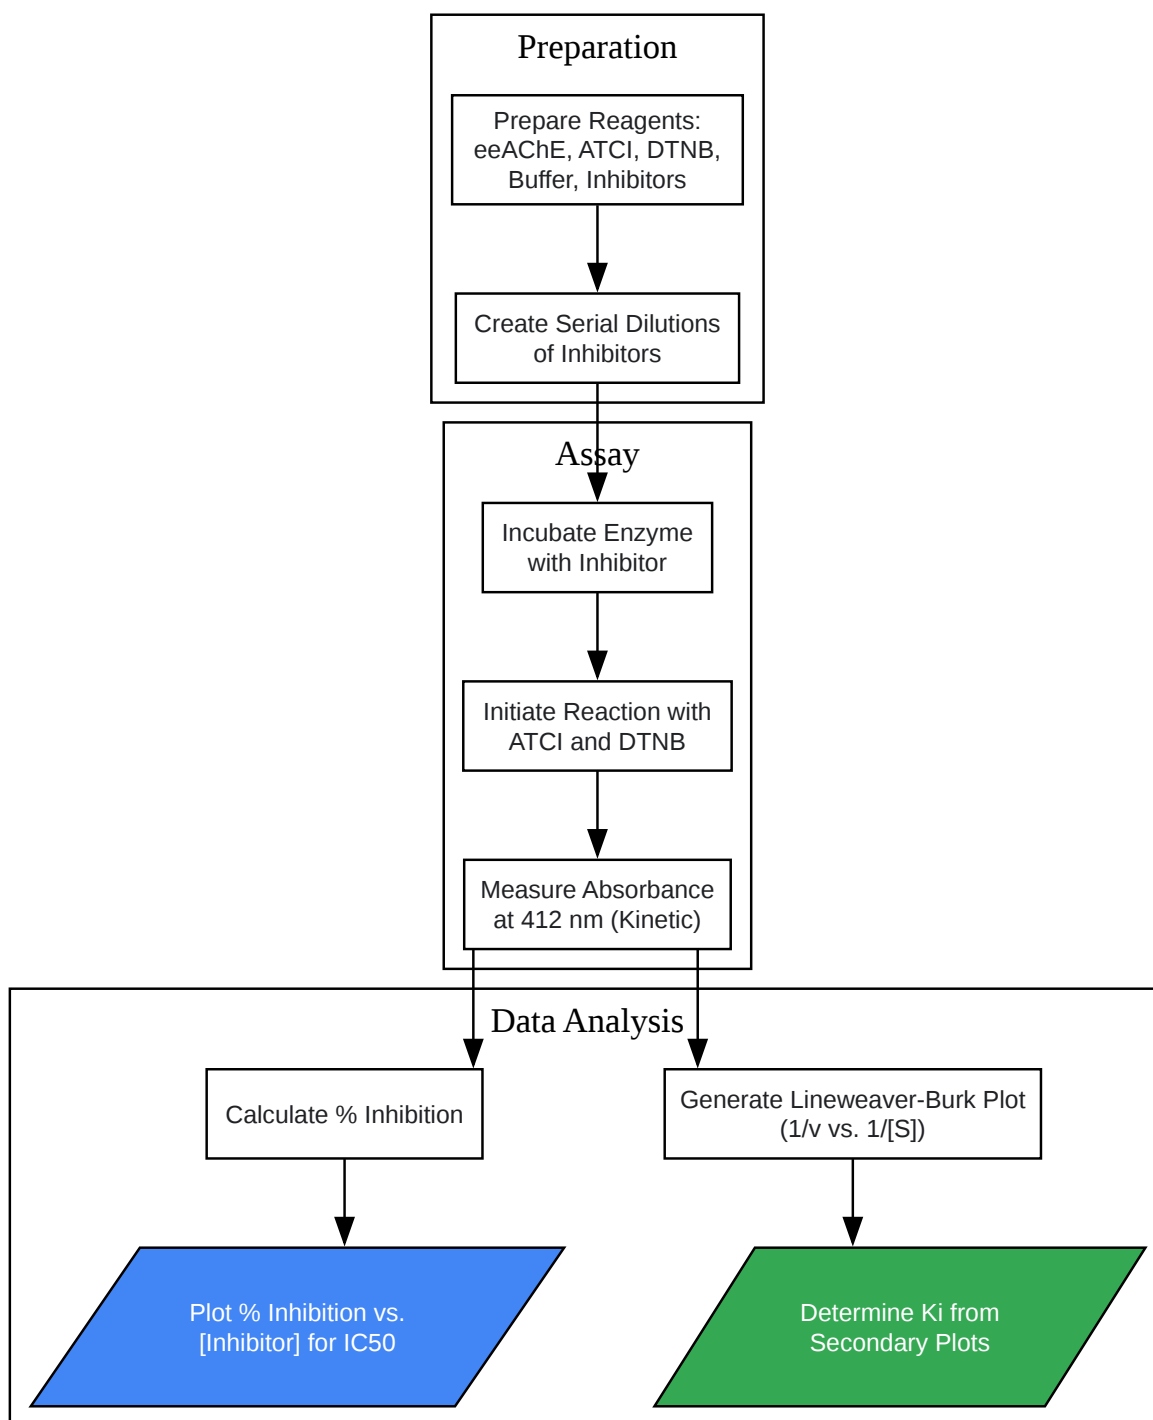 Preparation
Prepare Reagents:
eeAChE, ATCI, DTNB,
Buffer, Inhibitors
Create Serial Dilutions
of Inhibitors
Assay
Incubate Enzyme
with Inhibitor
Initiate Reaction with
ATCI and DTNB
Measure Absorbance
at 412 nm (Kinetic)
Data Analysis
Calculate % Inhibition
Generate Lineweaver-Burk Plot
(1/v vs. 1/[S])
Plot % Inhibition vs.
[Inhibitor] for IC50
Determine Ki from
Secondary Plots